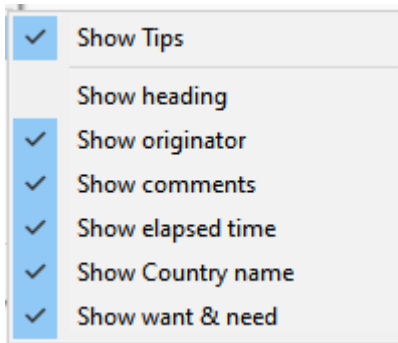 Show Tips
Show heading
Show originator
Show comments
Show elapsed time
Show Country name
Show want & need